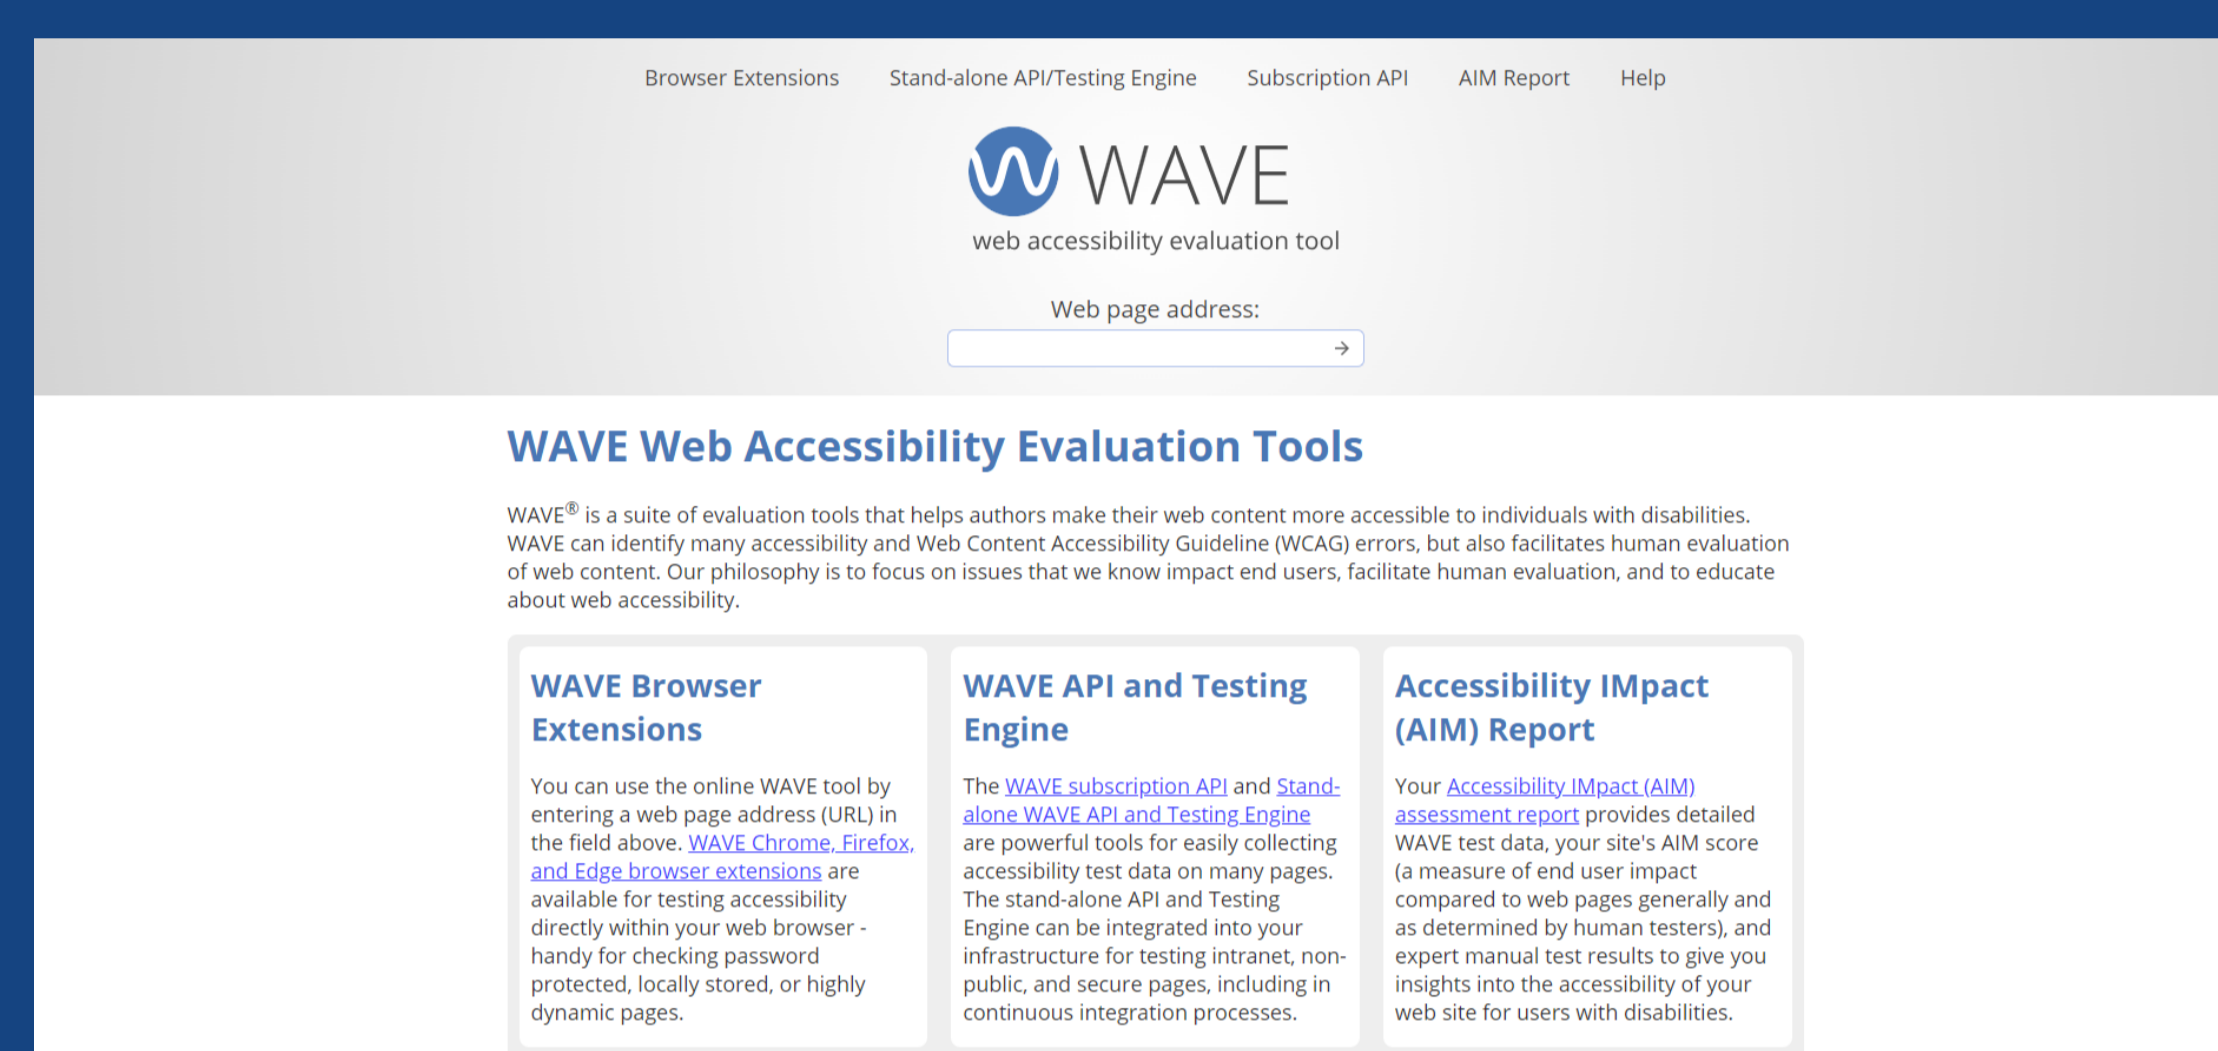 Browser Extensions Stand-alone API/Testing Engine Subscription API AIM Report Help
WAVE
web accessibility evaluation tool
Web page address:
WAVE Web Accessibility Evaluation Tools
WAVE® is a suite of evaluation tools that helps authors make their web content more accessible to individuals with disabilities.
WAVE can identify many accessibility and Web Content Accessibility Guideline (WCAG) errors, but also facilitates human evaluation
of web content. Our philosophy is to focus on issues that we know impact end users, facilitate human evaluation, and to educate
about web accessibility.
WAVE Browser
Extensions
You can use the online WAVE tool by
entering a web page address (URL) in
the field above. WAVE Chrome, Firefox,
and Edge browser extensions are
available for testing accessibility
directly within your web browser -
handy for checking password
protected, locally stored, or highly
dynamic pages.
WAVE API and Testing
Engine
The WAVE subscription API and Stand-
alone WAVE API and Testing Engine
are powerful tools for easily collecting
accessibility test data on many pages.
The stand-alone API and Testing
Engine can be integrated into your
infrastructure for testing intranet, non-
public, and secure pages, including in
continuous integration processes.
Accessibility IMpact
(AIM) Report
Your Accessibility IMpact (AIM)
assessment report provides detailed
WAVE test data, your site's AIM score
(a measure of end user impact
compared to web pages generally and
as determined by human testers), and
expert manual test results to give you
insights into the accessibility of your
web site for users with disabilities.